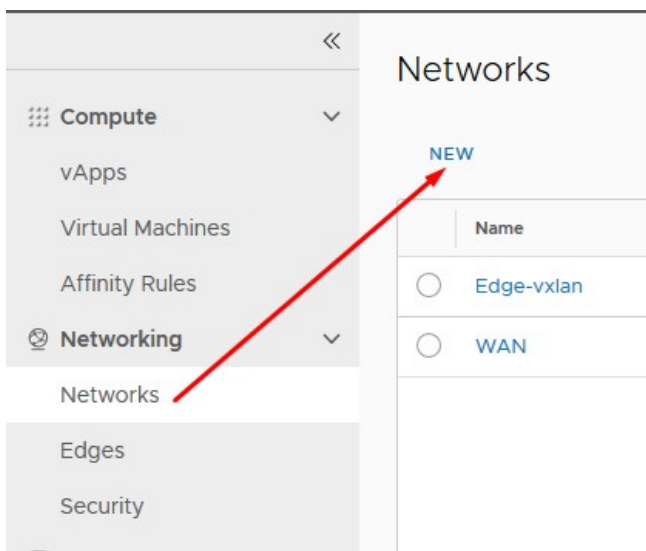 Compute
vApps
Virtual Machines
Affinity Rules
Networking
Networks
Edges
Security
Networks
NEW
Name
Edge-vxlan
WAN